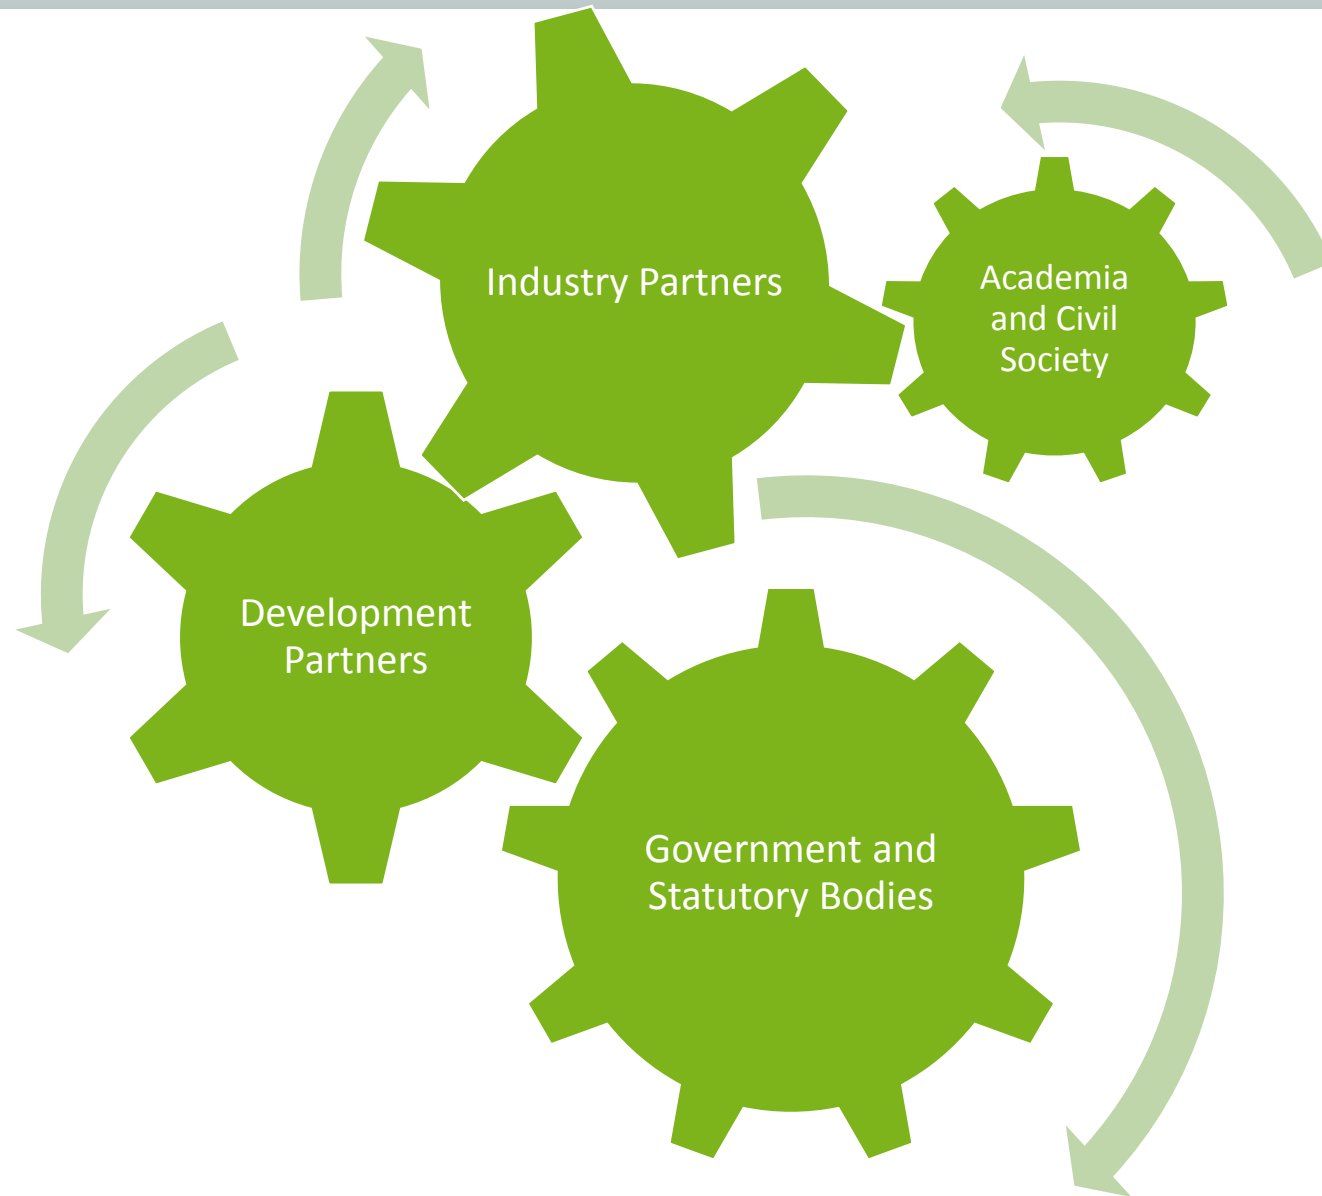 Industry Partners
Academia
and Civil
Society
Development
Partners
Government and
Statutory Bodies